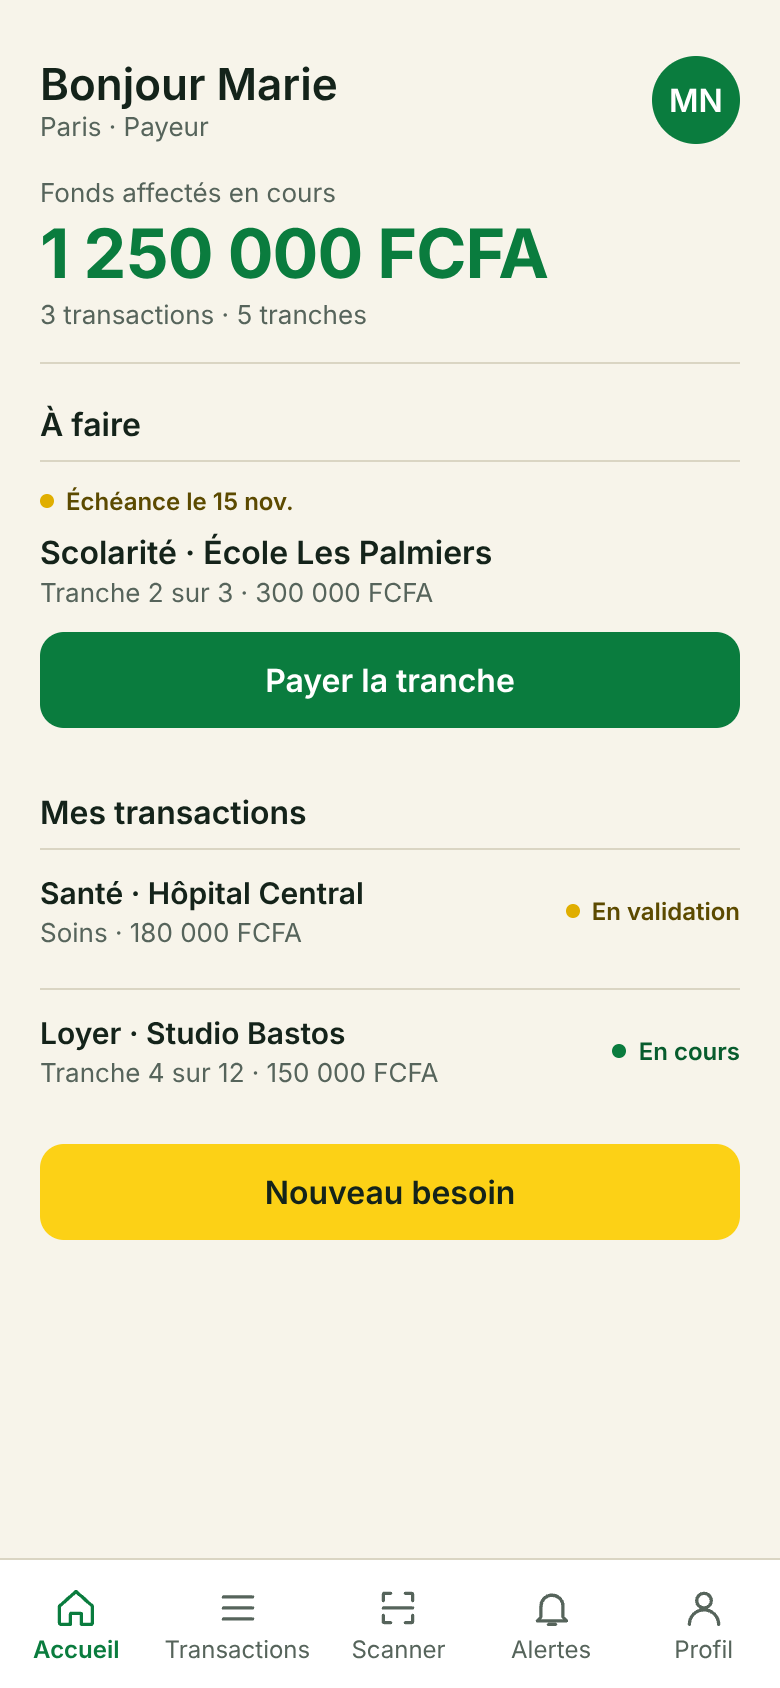 Bonjour Marie
MN
Paris · Payeur
Fonds affectés en cours
1 250 000 FCFA
3 transactions · 5 tranches
À faire
Échéance le 15 nov.
Scolarité · École Les Palmiers
Tranche 2 sur 3 · 300 000 FCFA
Payer la tranche
Mes transactions
Santé · Hôpital Central
Soins · 180 000 FCFA
En validation
Loyer · Studio Bastos
Tranche 4 sur 12 · 150 000 FCFA
En cours
Nouveau besoin
Accueil Transactions Scanner Alertes Profil